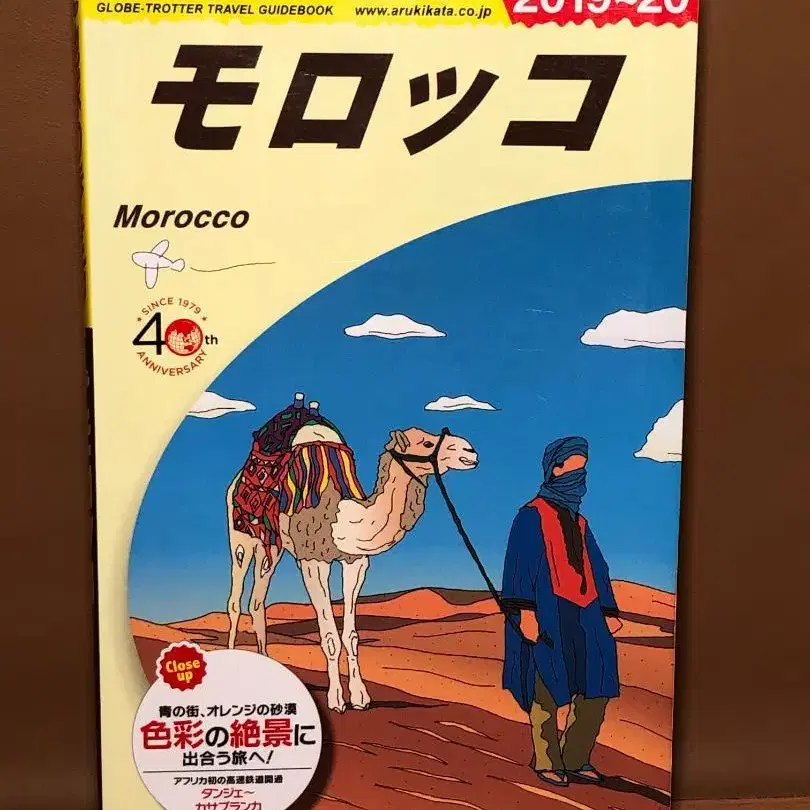 GLOBE-TROTTER TRAVEL GUIDEBOOK www.arukikata.co.jp
2019~20
モロッコ
Morocco
SINCE 1979
40th
ANNIVERSARY
Close
up
青の街、オレンジの砂漠
色彩の絶景に
出合う旅へ!
アフリカ初の高速鉄道開通
タンジェ〜
カサブランカ